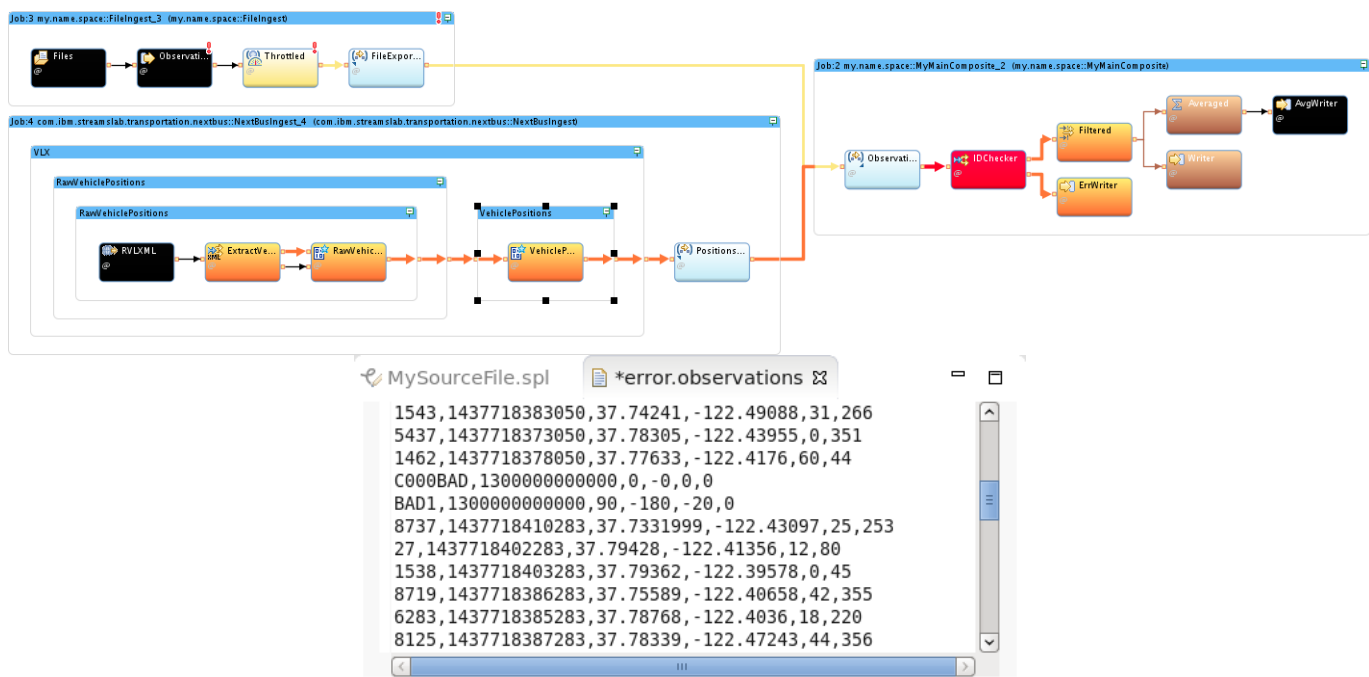 Job:3 my.name.space::FileIngest_3 (my.name.space::FileIngest)
Files
Observati...
Throttled
FileExpor...
Job:2 my.name.space::MyMainComposite_2 (my.name.space::MyMainComposite)
Averaged
AvgWriter
Filtered
Observati...
IDChecker
Writer
ErrWriter
Job:4 com.ibm.streamslab.transportation.nextbus::NextBusIngest_4 (com.ibm.streamslab.transportation.nextbus::NextBusIngest)
VLX
RawVehiclePositions
RawVehiclePositions
VehiclePositions
RVLXML
XML
ExtractVe...
RawVehic...
VehicleP...
Positions...
MySourceFile.spl
*error.observations
1543,1437718383050,37.74241,-122.49088,31,266
5437,1437718373050,37.78305,-122.43955,0,351
1462,1437718378050,37.77633,-122.4176,60,44
C000BAD,1300000000000,0,-0,0,0
BAD1,1300000000000,90,-180,-20,0
8737,1437718410283,37.7331999,-122.43097,25,253
27,1437718402283,37.79428,-122.41356,12,80
1538,1437718403283,37.79362,-122.39578,0,45
8719,1437718386283,37.75589,-122.40658,42,355
6283,1437718385283,37.78768,-122.4036,18,220
8125,1437718387283,37.78339,-122.47243,44,356